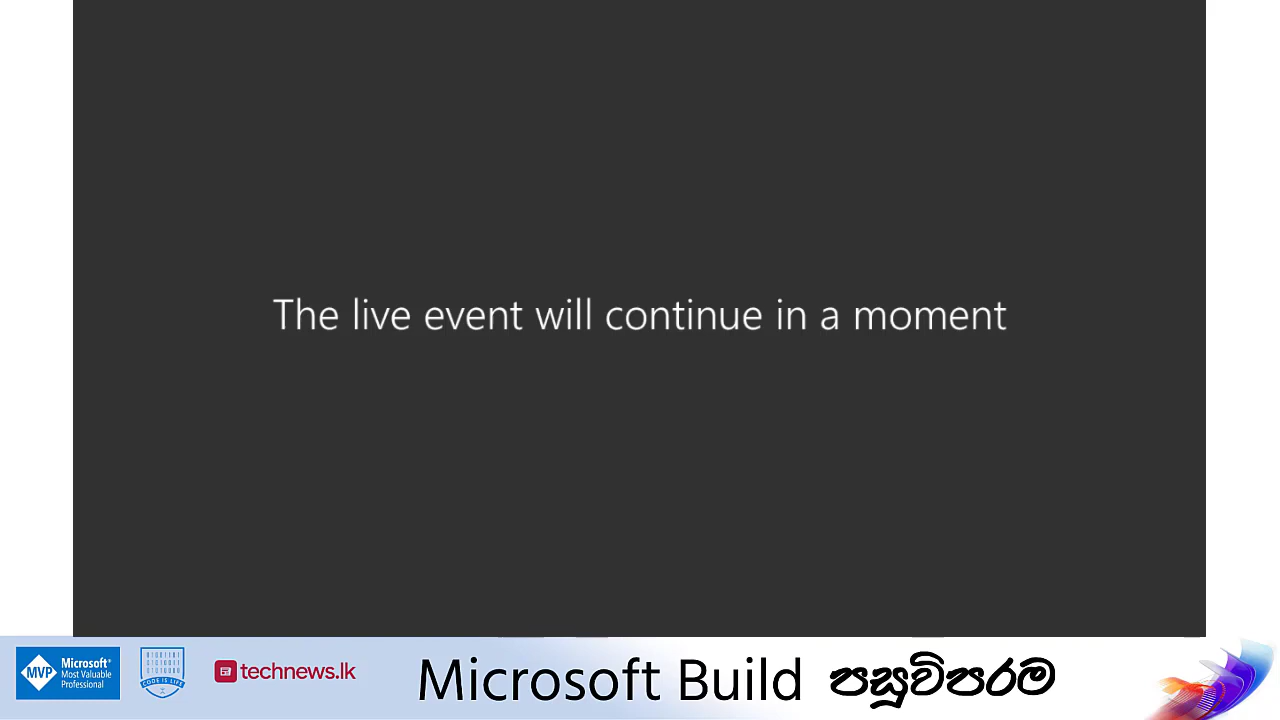 The live event will continue in a moment
MVP
Microsoft®
Most Valuable
Professional
CODE IS LIFE
technews.lk
Microsoft Build පසුවිපරම